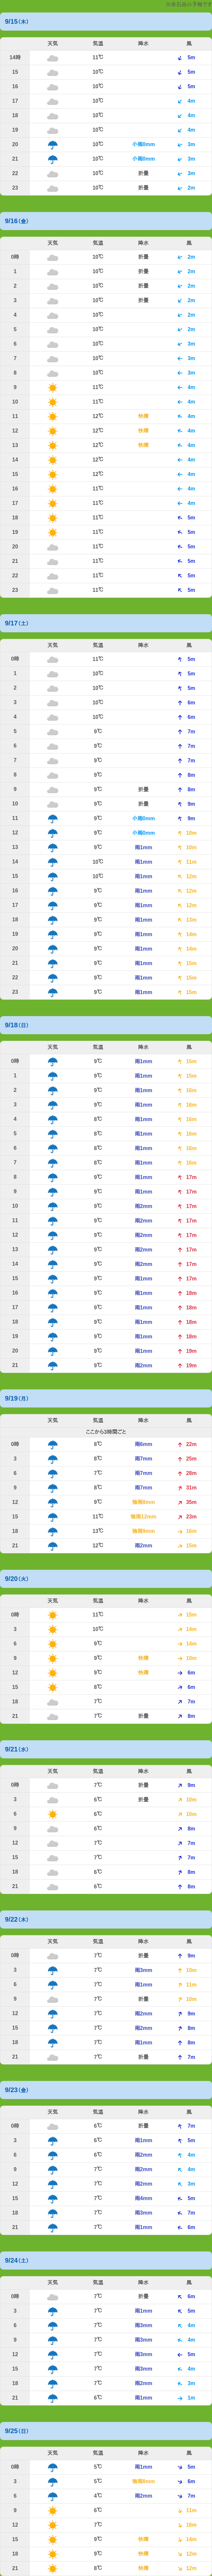 9/15(木)
天気 気温 降水 風
14時 11℃ 5m
15 10℃ 5m
16 10℃ 5m
17 10℃ 4m
18 10℃ 4m
19 10℃ 4m
20 10℃ 小雨0mm 3m
21 10℃ 小雨0mm 3m
22 10℃ 折曇 3m
23 10℃ 折曇 2m
9/16(金)
天気 気温 降水 風
0時 10℃ 折曇 2m
1 10℃ 折曇 2m
2 10℃ 折曇 2m
3 10℃ 折曇 2m
4 10℃ 2m
5 10℃ 2m
6 10℃ 3m
7 10℃ 3m
8 10℃ 3m
9 11℃ 4m
10 11℃ 4m
11 12℃ 快晴 4m
12 12℃ 快晴 4m
13 12℃ 快晴 4m
14 12℃ 4m
15 12℃ 4m
16 11℃ 4m
17 11℃ 4m
18 11℃ 5m
19 11℃ 5m
20 11℃ 5m
21 11℃ 5m
22 11℃ 5m
23 11℃ 5m
9/17(土)
天気 気温 降水 風
0時 11℃ 5m
1 10℃ 5m
2 10℃ 5m
3 10℃ 6m
4 10℃ 6m
5 9℃ 7m
6 9℃ 7m
7 9℃ 7m
8 9℃ 8m
9 9℃ 折曇 8m
10 9℃ 折曇 9m
11 9℃ 小雨0mm 9m
12 9℃ 小雨0mm 10m
13 9℃ 雨1mm 10m
14 10℃ 雨1mm 11m
15 10℃ 雨1mm 12m
16 9℃ 雨1mm 12m
17 9℃ 雨1mm 12m
18 9℃ 雨1mm 13m
19 9℃ 雨1mm 14m
20 9℃ 雨1mm 14m
21 9℃ 雨1mm 15m
22 9℃ 雨1mm 15m
23 9℃ 雨1mm 15m
9/18(日)
天気 気温 降水 風
0時 9℃ 雨1mm 15m
1 9℃ 雨1mm 15m
2 9℃ 雨1mm 16m
3 9℃ 雨1mm 16m
4 8℃ 雨1mm 16m
5 8℃ 雨1mm 16m
6 8℃ 雨1mm 16m
7 8℃ 雨1mm 16m
8 9℃ 雨1mm 17m
9 9℃ 雨1mm 17m
10 9℃ 雨2mm 17m
11 9℃ 雨2mm 17m
12 9℃ 雨2mm 17m
13 9℃ 雨2mm 17m
14 9℃ 雨2mm 17m
15 9℃ 雨1mm 17m
16 9℃ 雨1mm 18m
17 9℃ 雨1mm 18m
18 9℃ 雨1mm 18m
19 9℃ 雨1mm 18m
20 9℃ 雨1mm 19m
21 9℃ 雨2mm 19m
9/19(月)
天気 気温 降水 風
ここから3時間ごと
0時 8℃ 雨6mm 22m
3 8℃ 雨7mm 25m
6 7℃ 雨7mm 28m
9 8℃ 雨7mm 31m
12 9℃ 強雨8mm 35m
15 11℃ 強雨12mm 23m
18 13℃ 強雨9mm 16m
21 12℃ 雨2mm 15m
9/20(火)
天気 気温 降水 風
0時 11℃ 15m
3 10℃ 14m
6 9℃ 14m
9 9℃ 快晴 10m
12 9℃ 快晴 6m
15 8℃ 6m
18 7℃ 7m
21 7℃ 折曇 8m
9/21(水)
天気 気温 降水 風
0時 7℃ 折曇 9m
3 6℃ 折曇 10m
6 6℃ 10m
9 6℃ 8m
12 7℃ 7m
15 7℃ 7m
18 6℃ 8m
21 6℃ 8m
9/22(木)
天気 気温 降水 風
0時 7℃ 折曇 9m
3 7℃ 雨3mm 10m
6 7℃ 雨1mm 11m
9 7℃ 折曇 10m
12 7℃ 雨2mm 9m
15 7℃ 雨2mm 8m
18 7℃ 雨1mm 8m
21 7℃ 折曇 7m
9/23(金)
天気 気温 降水 風
0時 6℃ 折曇 7m
3 6℃ 雨1mm 5m
6 6℃ 雨2mm 4m
9 7℃ 雨2mm 4m
12 7℃ 雨2mm 3m
15 7℃ 雨4mm 5m
18 7℃ 雨3mm 7m
21 7℃ 雨1mm 6m
9/24(土)
天気 気温 降水 風
0時 7℃ 折曇 6m
3 7℃ 雨1mm 5m
6 7℃ 雨3mm 4m
9 7℃ 雨3mm 4m
12 7℃ 雨3mm 5m
15 7℃ 雨3mm 4m
18 7℃ 雨2mm 3m
21 6℃ 雨1mm 1m
9/25(日)
天気 気温 降水 風
0時 5℃ 雨1mm 5m
3 5℃ 強雨8mm 6m
6 4℃ 雨2mm 7m
9 6℃ 11m
12 7℃ 16m
15 9℃ 快晴 14m
18 9℃ 快晴 12m
21 8℃ 快晴 12m